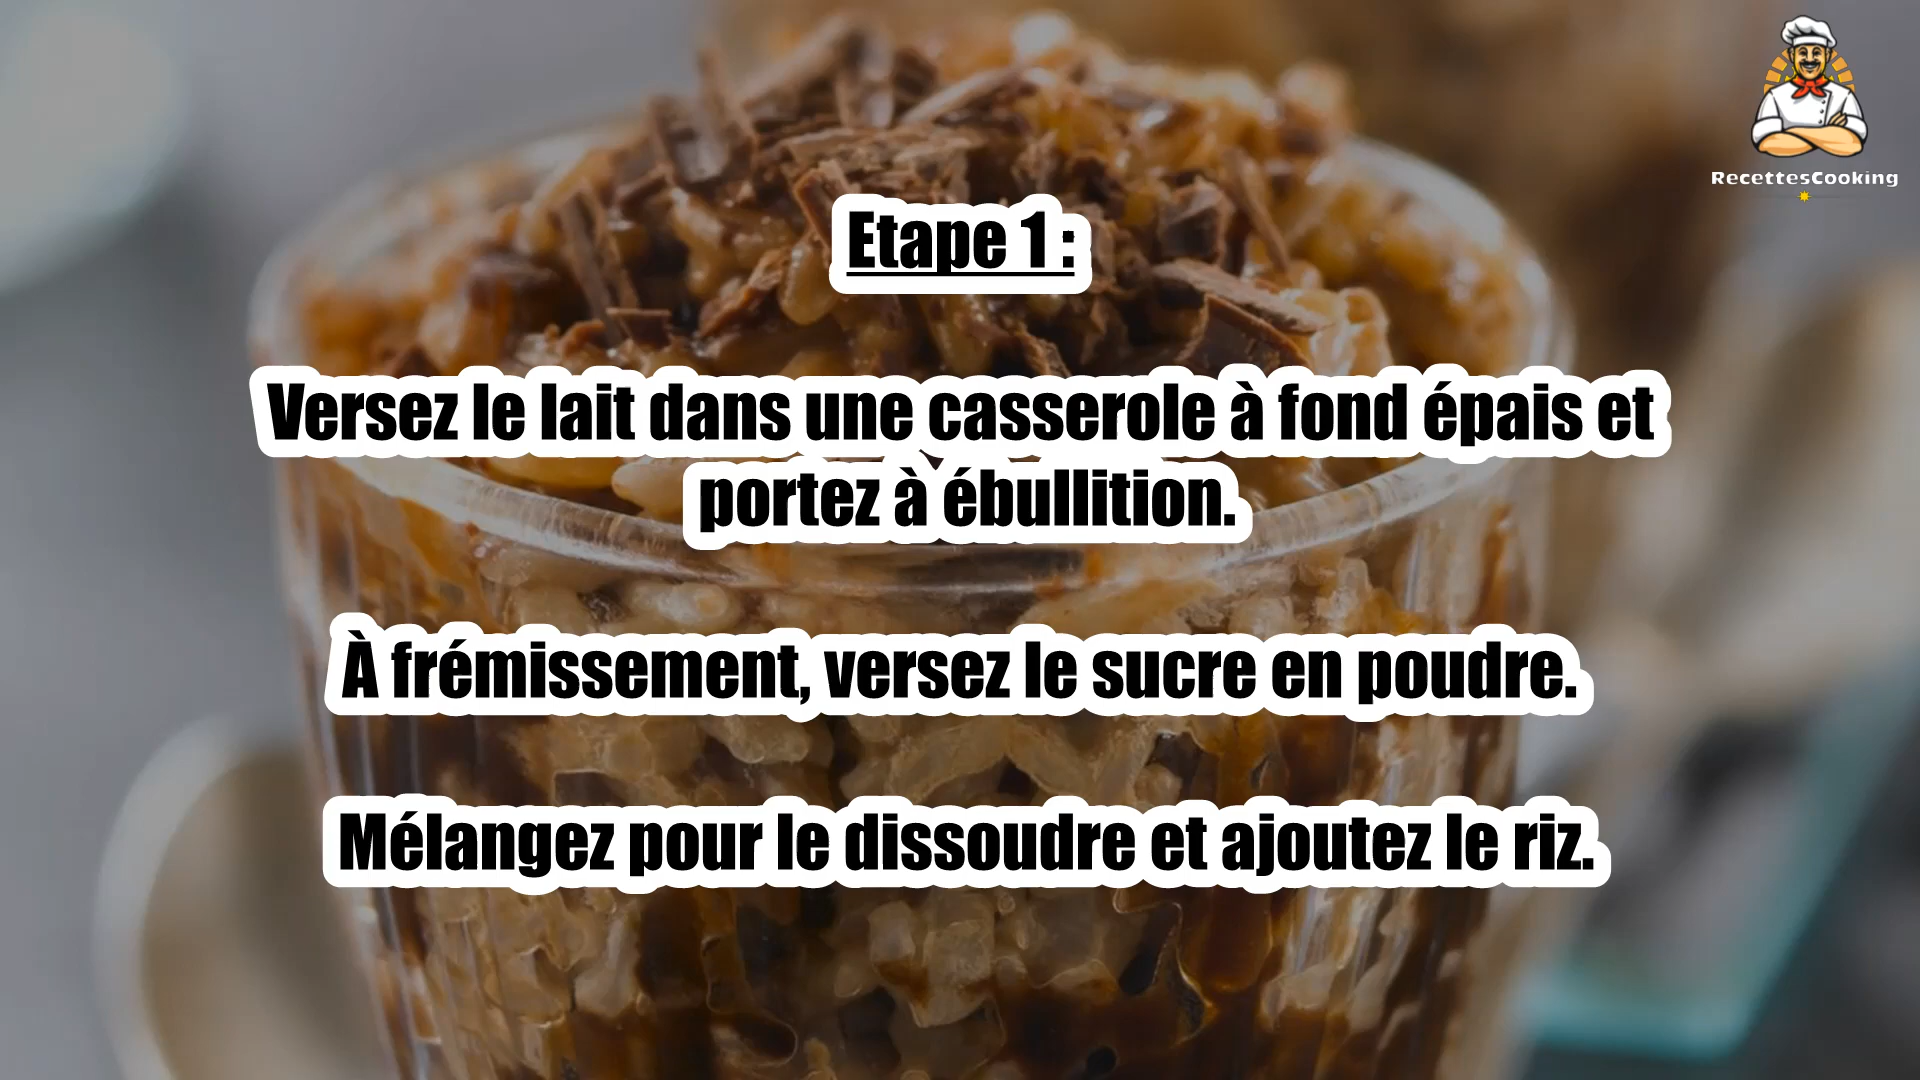 RecettesCooking
Etape 1 :
Versez le lait dans une casserole à fond épais et
portez à ébullition.
À frémissement, versez le sucre en poudre.
Mélangez pour le dissoudre et ajoutez le riz.